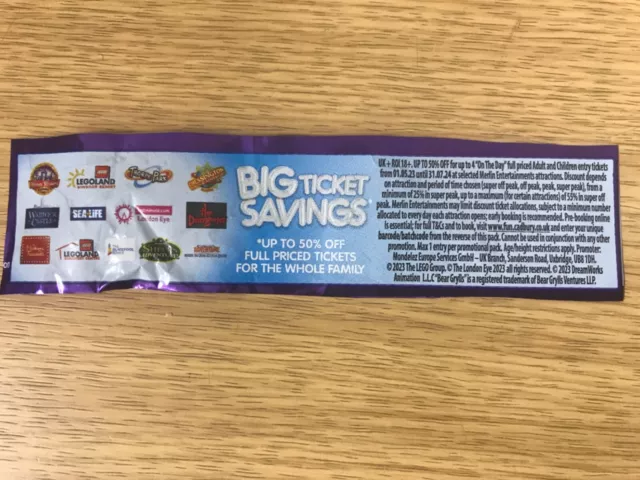 LEGOLAND
WINDSOR RESORT
Thorpe Park
WARWICK
CASTLE
SEA LIFE
London Eye
the Dungeons
LEGOLAND
BIG TICKET
SAVINGS*
*UP TO 50% OFF
FULL PRICED TICKETS
FOR THE WHOLE FAMILY
UK + ROI 18+. UP TO 50% OFF for up to 4 "On The Day" full priced Adult and Children entry tickets
from 01.05.23 until 31.07.24 at selected Merlin Entertainments attractions. Discount depends
on attraction and period of time chosen (super off peak, off peak, peak, super peak), from a
minimum of 25% in super peak, up to a maximum (for certain attractions) of 55% in super off
peak. Merlin Entertainments may limit discount ticket allocations, subject to a minimum number
allocated to every day each attraction opens; early booking is recommended. Pre-booking online
is essential; for full T&Cs and to book, visit www.fun.cadbury.co.uk and enter your unique
barcode/batchcode from the reverse of this pack. Cannot be used in conjunction with any other
promotion. Max 1 entry per promotional pack. Age/height restrictions apply. Promoter:
Mondelez Europe Services GmbH – UK Branch, Sanderson Road, Uxbridge, UB8 1DH.
©2023 The LEGO Group. © The London Eye 2023 all rights reserved. © 2023 DreamWorks
Animation L.L.C "Bear Grylls" is a registered trademark of Bear Grylls Ventures LLP.
or